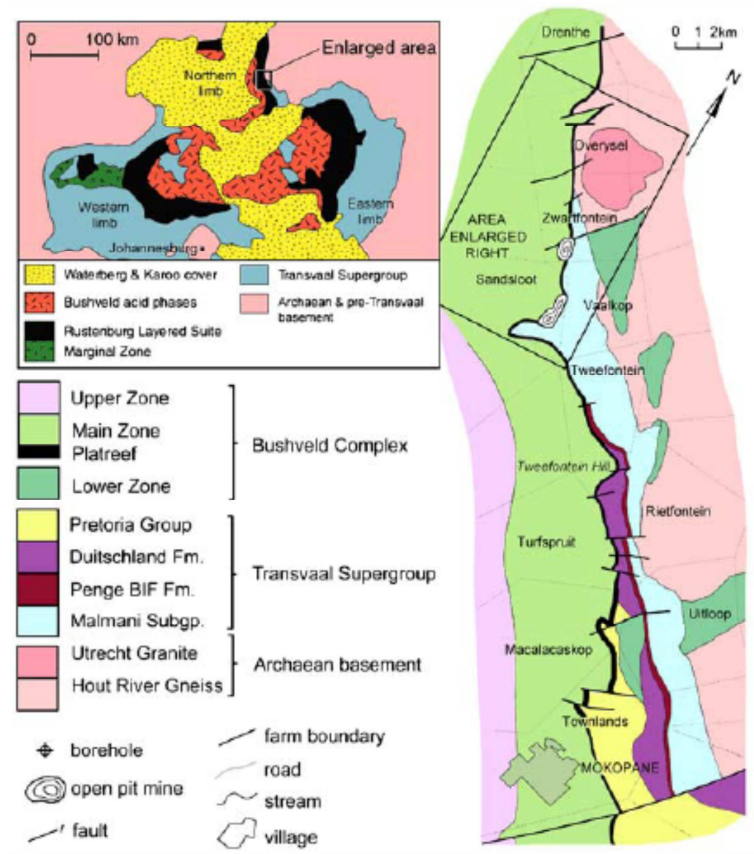 0 100 km
Enlarged area
Northern
limb
Western
limb
Eastern
limb
Johannesburg
Waterberg & Karoo cover
Bushveld acid phases
Rustenburg Layered Suite
Marginal Zone
Transvaal Supergroup
Archaean & pre-Transvaal
basement
Upper Zone
Main Zone
Platreef
Lower Zone
Bushveld Complex
Pretoria Group
Duitschland Fm.
Penge BIF Fm.
Malmani Subgp.
Transvaal Supergroup
Utrecht Granite
Hout River Gneiss
Archaean basement
borehole
open pit mine
fault
farm boundary
road
stream
village
Drenthe
0 1 2km
N
Overysel
Zwartfontein
AREA
ENLARGED
RIGHT
Sandsloot
Vaalkop
Tweefontein
Tweefontein Hill
Rietfontein
Turfspruit
Uitloop
Macalacaskop
Townlands
MOKOPANE